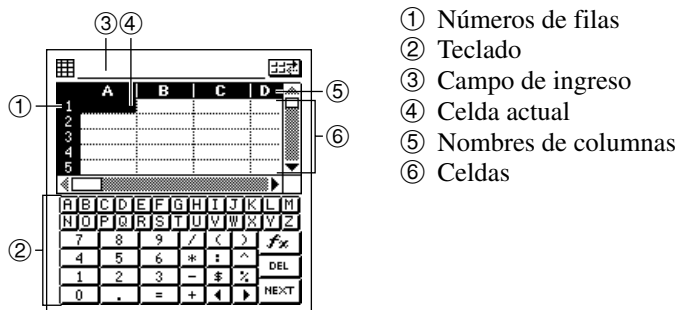 ③④
① Números de filas
② Teclado
③ Campo de ingreso
④ Celda actual
⑤ Nombres de columnas
⑥ Celdas
A B C D ⑤
① 1
2
3 ⑥
4
5
② A B C D E F G H I J K L M
N O P Q R S T U V W X Y Z
7 8 9 / ( ) fx
4 5 6 * : ^ DEL
1 2 3 - $ %
0 . = + ◀ ▶ NEXT